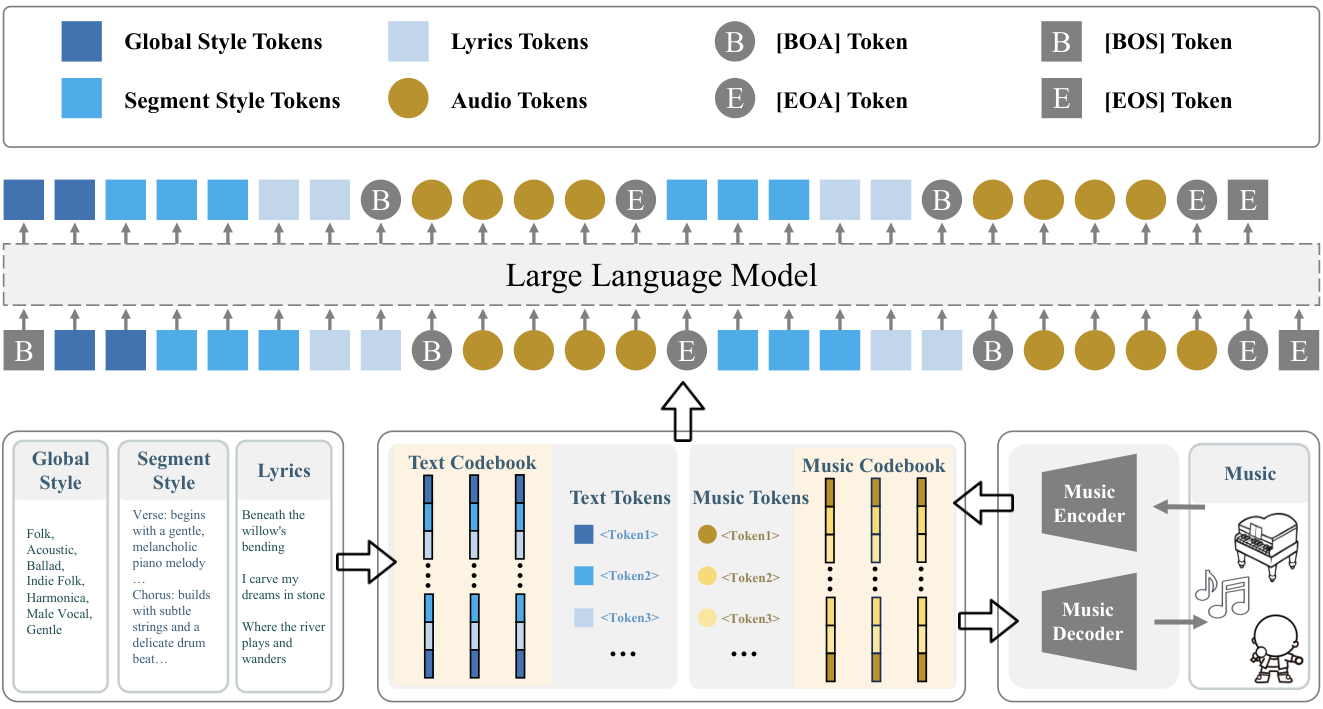 Global Style Tokens
Lyrics Tokens
B
[BOA] Token
B
[BOS] Token
Segment Style Tokens
Audio Tokens
E
[EOA] Token
E
[EOS] Token
B
E
B
E
E
Large Language Model
B
B
E
B
E
E
Global
Style
Folk,
Acoustic,
Ballad,
Indie Folk,
Harmonica,
Male Vocal,
Gentle
Segment
Style
Verse: begins
with a gentle,
melancholic
piano melody
…
Chorus: builds
with subtle
strings and a
delicate drum
beat…
Lyrics
Beneath the
willow's
bending
I carve my
dreams in stone
Where the river
plays and
wanders
Text Codebook
Text Tokens
<Token1>
<Token2>
<Token3>
...
Music Tokens
<Token1>
<Token2>
<Token3>
...
Music Codebook
Music
Encoder
Music
Decoder
Music